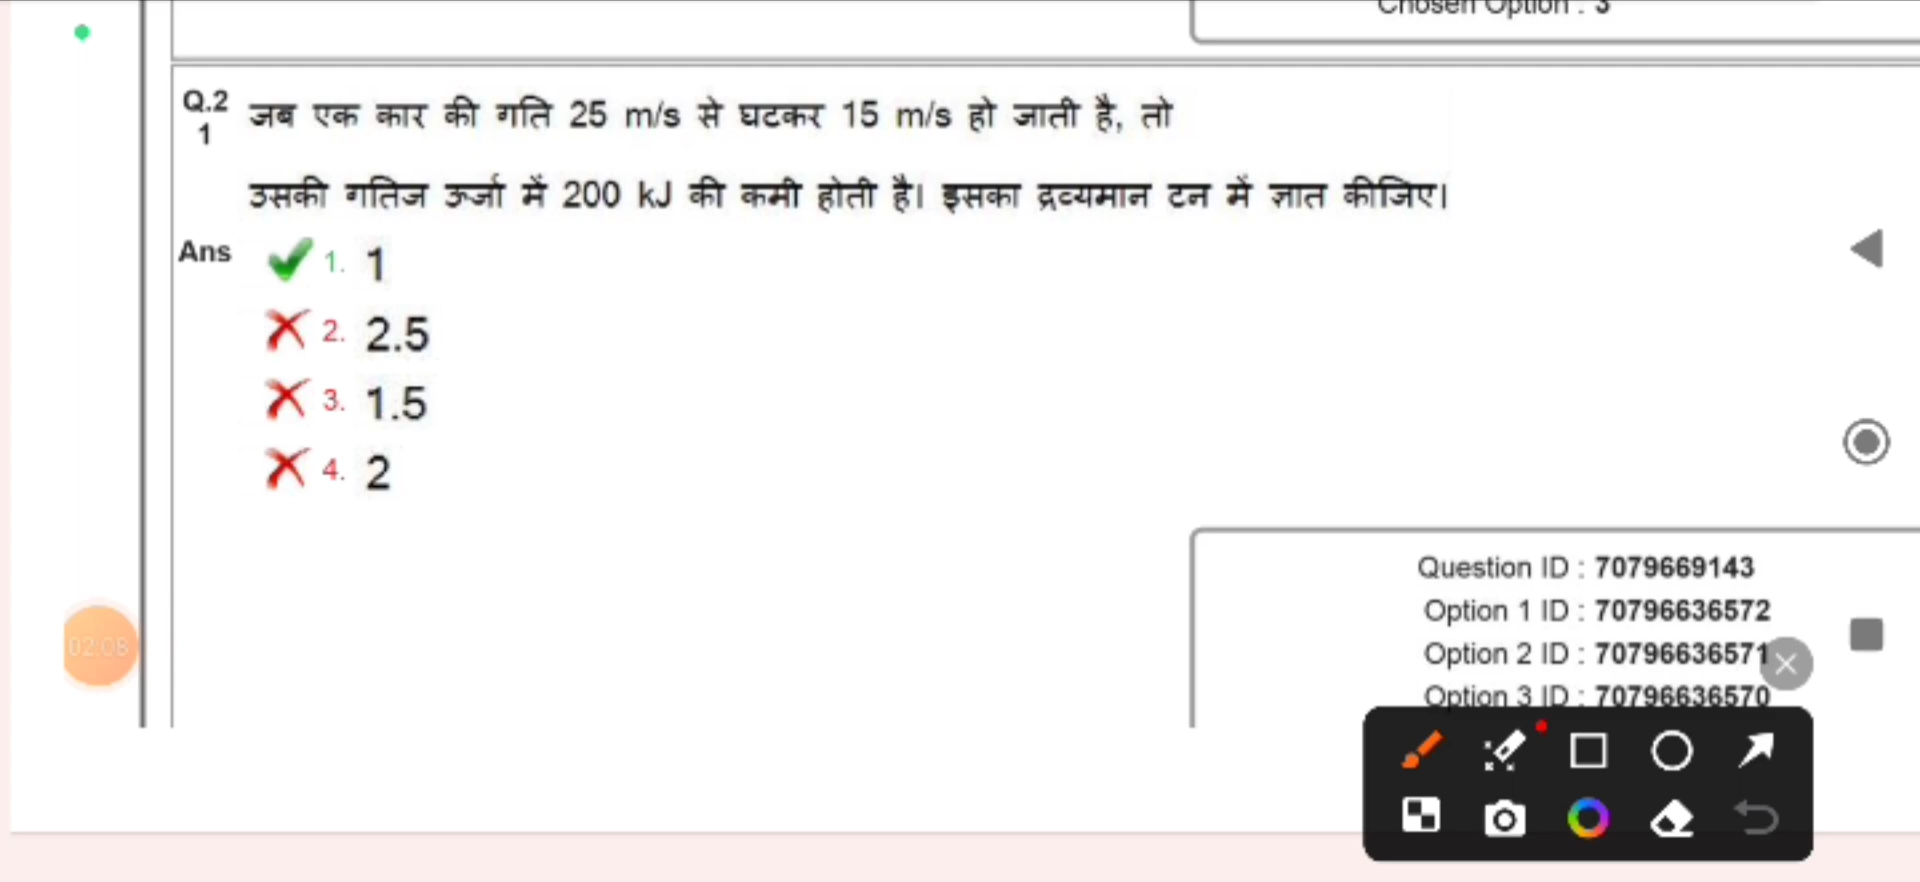 Chosen Option : 3
Q.2 जब एक कार की गति 25 m/s से घटकर 15 m/s हो जाती है, तो
1
उसकी गतिज ऊर्जा में 200 kJ की कमी होती है। इसका द्रव्यमान टन में ज्ञात कीजिए।
Ans 1. 1
2. 2.5
3. 1.5
4. 2
Question ID : 7079669143
Option 1 ID : 70796636572
Option 2 ID : 70796636571
Option 3 ID : 70796636570
02:08